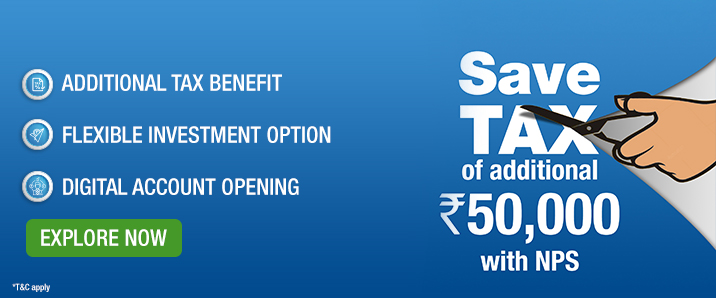 ADDITIONAL TAX BENEFIT
FLEXIBLE INVESTMENT OPTION
DIGITAL ACCOUNT OPENING
EXPLORE NOW
*T&C apply
Save
TAX
of additional
₹50,000
with NPS